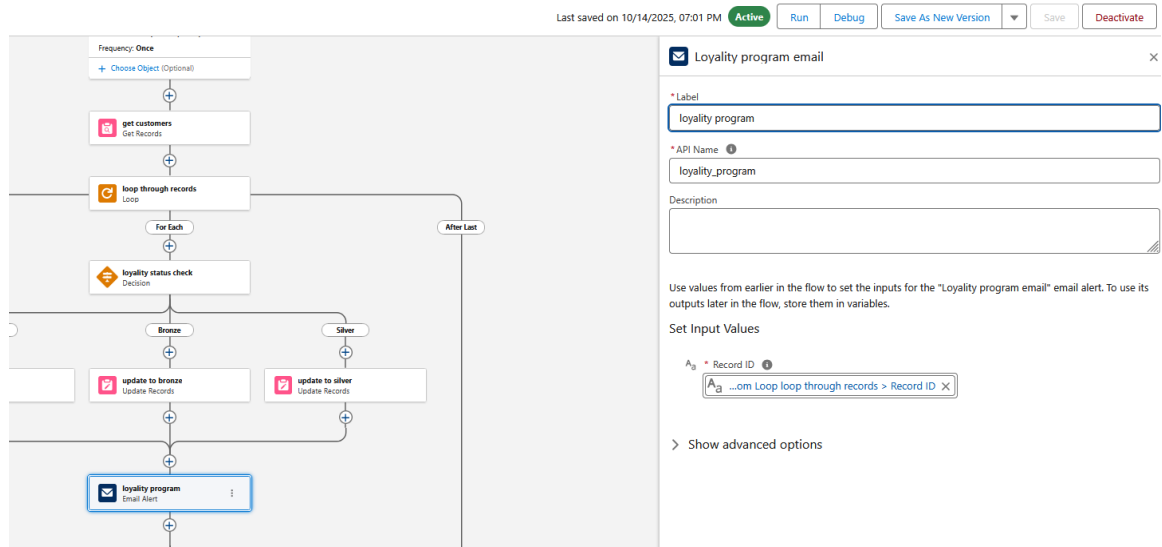 Last saved on 10/14/2025, 07:01 PM Active Run Debug Save As New Version Save Deactivate
Frequency: Once
+ Choose Object (Optional)
get customers
Get Records
loop through records
Loop
For Each
After Last
loyality status check
Decision
Bronze
Silver
update to bronze
Update Records
update to silver
Update Records
loyality program
Email Alert
Loyality program email
* Label
loyality program
* API Name
loyality_program
Description
Use values from earlier in the flow to set the inputs for the "Loyality program email" email alert. To use its
outputs later in the flow, store them in variables.
Set Input Values
Aa * Record ID
Aa ...om Loop loop through records > Record ID
Show advanced options